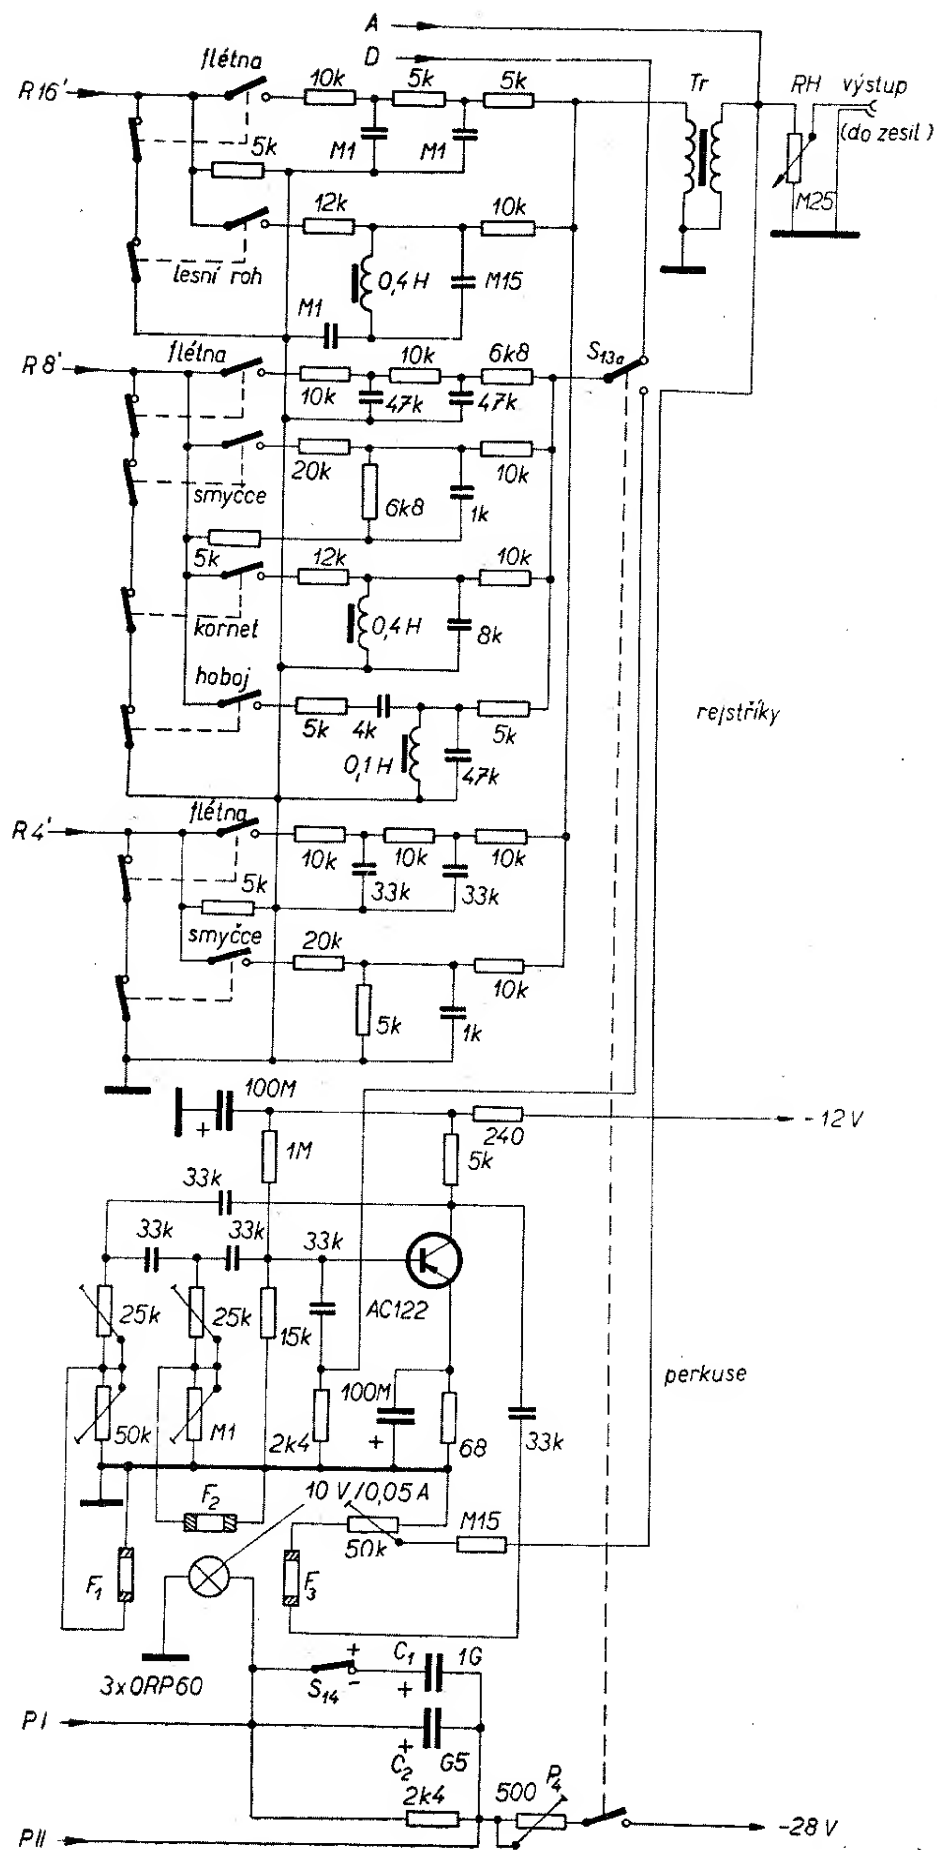 A
D
flétna
R16'
10k
5k
5k
Tr
RH
výstup
(do zesil)
M1
M1
5k
M25
12k
10k
lesní roh
0,4 H
M15
M1
S13a
R8'
flétna
10k
6k8
10k
47k
47k
20k
10k
smyčce
6k8
1k
5k
12k
10k
kornet
0,4 H
8k
hoboj
rejstříky
5k
4k
5k
0,1 H
47k
flétna
R4'
10k
10k
10k
33k
33k
5k
smyčce
20k
10k
5k
1k
100M
+
240
-12V
1M
5k
33k
33k
33k
33k
AC122
25k
25k
15k
perkuse
100M
50k
M1
2k4
+
68
33k
F2
10 V/0,05 A
M15
50k
F1
F3
3xORP60
+
C1
1G
S14
-
+
PI
+
C2
G5
2k4
500
P4
PII
-28 V